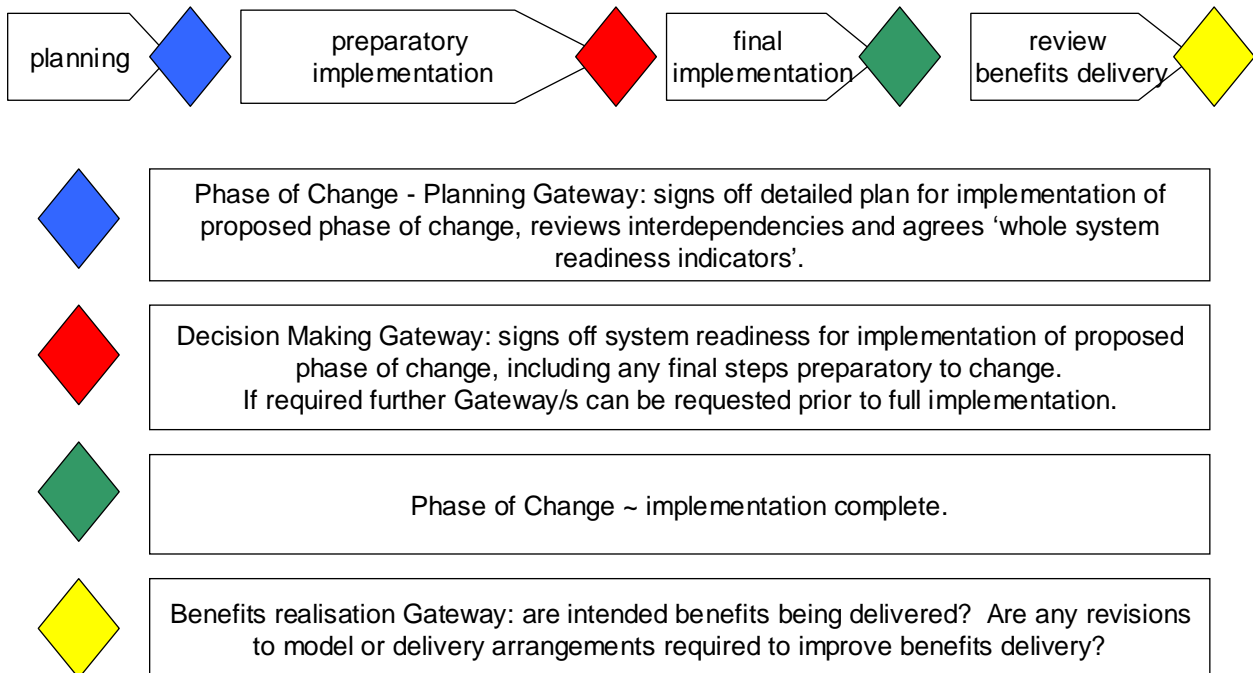 planning
preparatory
implementation
final
implementation
review
benefits delivery
Phase of Change - Planning Gateway: signs off detailed plan for implementation of
proposed phase of change, reviews interdependencies and agrees ‘whole system
readiness indicators’.
Decision Making Gateway: signs off system readiness for implementation of proposed
phase of change, including any final steps preparatory to change.
If required further Gateway/s can be requested prior to full implementation.
Phase of Change ~ implementation complete.
Benefits realisation Gateway: are intended benefits being delivered?  Are any revisions
to model or delivery arrangements required to improve benefits delivery?